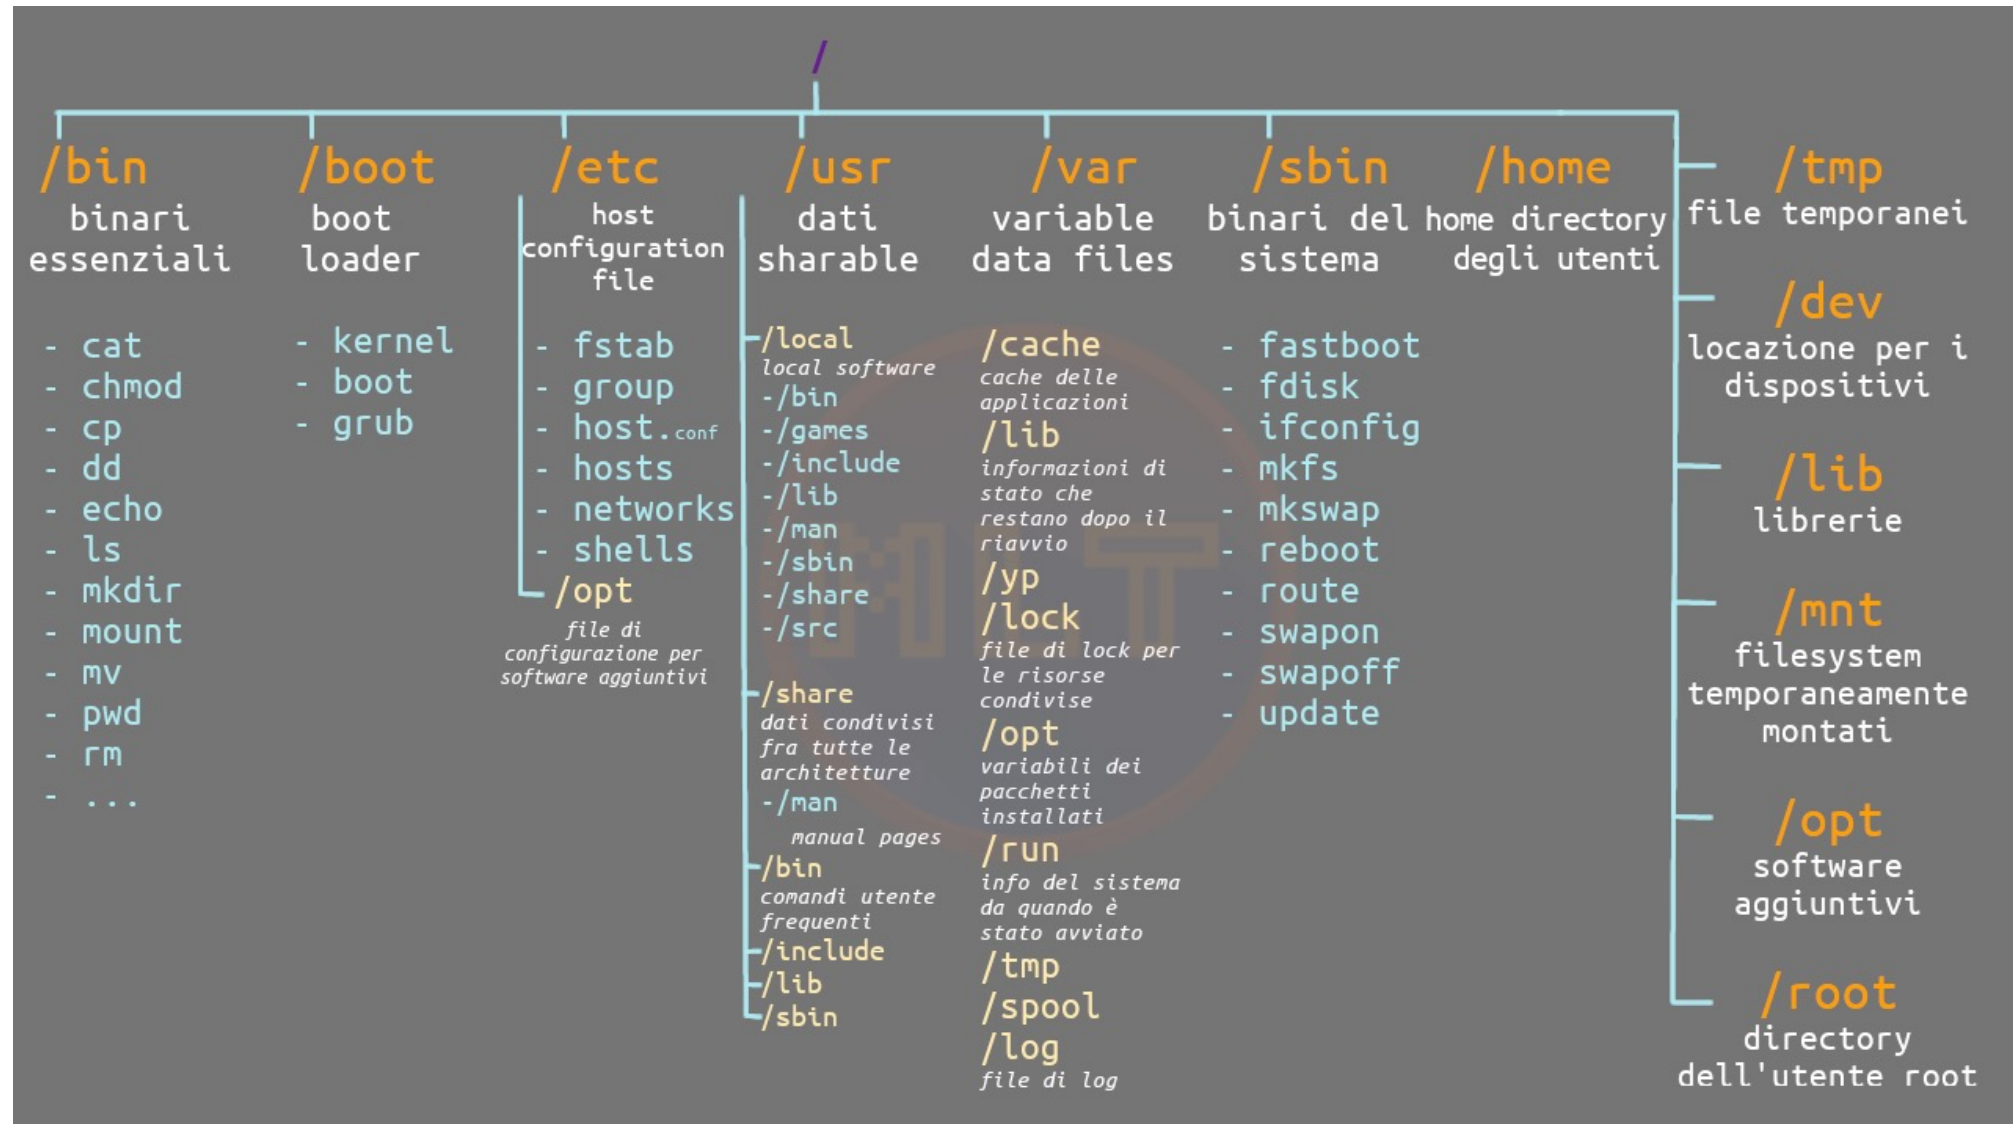 /
/bin
binari
essenziali
- cat
- chmod
- cp
- dd
- echo
- ls
- mkdir
- mount
- mv
- pwd
- rm
- ...
/boot
boot
loader
- kernel
- boot
- grub
/etc
host
configuration
file
- fstab
- group
- host.conf
- hosts
- networks
- shells
/opt
file di
configurazione per
software aggiuntivi
/usr
dati
sharable
/local
local software
-/bin
-/games
-/include
-/lib
-/man
-/sbin
-/share
-/src
/share
dati condivisi
fra tutte le
architetture
-/man
manual pages
/bin
comandi utente
frequenti
/include
/lib
/sbin
/var
variable
data files
/cache
cache delle
applicazioni
/lib
informazioni di
stato che
restano dopo il
riavvio
/yp
/lock
file di lock per
le risorse
condivise
/opt
variabili dei
pacchetti
installati
/run
info del sistema
da quando è
stato avviato
/tmp
/spool
/log
file di log
/sbin
binari del
sistema
- fastboot
- fdisk
- ifconfig
- mkfs
- mkswap
- reboot
- route
- swapon
- swapoff
- update
/home
home directory
degli utenti
/tmp
file temporanei
/dev
locazione per i
dispositivi
/lib
librerie
/mnt
filesystem
temporaneamente
montati
/opt
software
aggiuntivi
/root
directory
dell'utente root
MLT